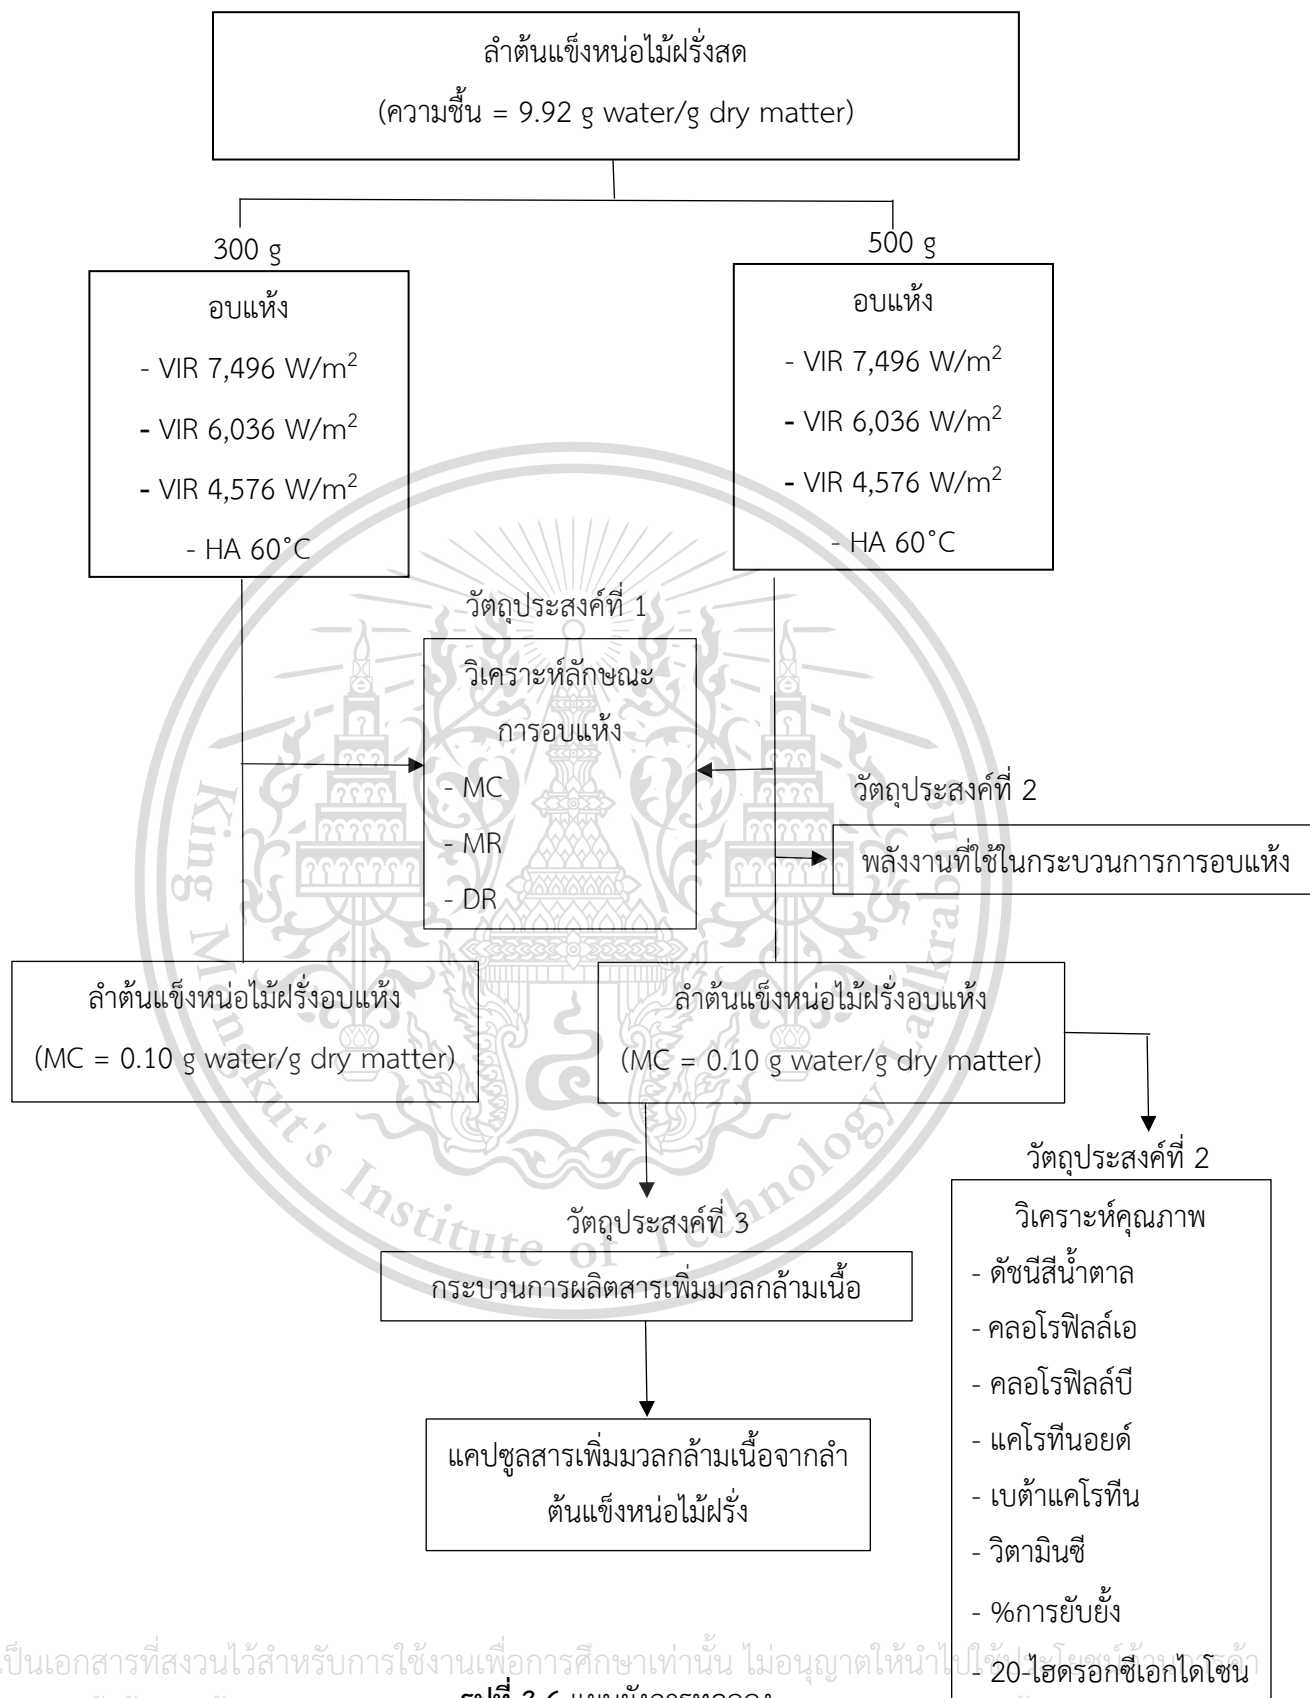 ลำต้นแข็งหน่อไม้ฝรั่งสด
(ความชื้น = 9.92 g water/g dry matter)
300 g
500 g
อบแห้ง
- VIR 7,496 W/m²
- VIR 6,036 W/m²
- VIR 4,576 W/m²
- HA 60°C
อบแห้ง
- VIR 7,496 W/m²
- VIR 6,036 W/m²
- VIR 4,576 W/m²
- HA 60°C
วัตถุประสงค์ที่ 1
วิเคราะห์ลักษณะ
การอบแห้ง
- MC
- MR
- DR
วัตถุประสงค์ที่ 2
พลังงานที่ใช้ในกระบวนการการอบแห้ง
ลำต้นแข็งหน่อไม้ฝรั่งอบแห้ง
(MC = 0.10 g water/g dry matter)
ลำต้นแข็งหน่อไม้ฝรั่งอบแห้ง
(MC = 0.10 g water/g dry matter)
วัตถุประสงค์ที่ 3
กระบวนการผลิตสารเพิ่มมวลกล้ามเนื้อ
แคปซูลสารเพิ่มมวลกล้ามเนื้อจากลำ
ต้นแข็งหน่อไม้ฝรั่ง
วัตถุประสงค์ที่ 2
วิเคราะห์คุณภาพ
- ดัชนีสีน้ำตาล
- คลอโรฟิลล์เอ
- คลอโรฟิลล์บี
- แคโรทีนอยด์
- เบต้าแคโรทีน
- วิตามินซี
- %การยับยั้ง
- 20-ไฮดรอกซีเอกไดโซน
King Mongkut's Institute of Technology Ladkrabang
เป็นเอกสารที่สงวนไว้สำหรับการใช้งานเพื่อการศึกษาเท่านั้น ไม่อนุญาตให้นำไปใช้ประโยชน์ด้านการค้า
รูปที่ 3.6 แผนผังการทดลอง